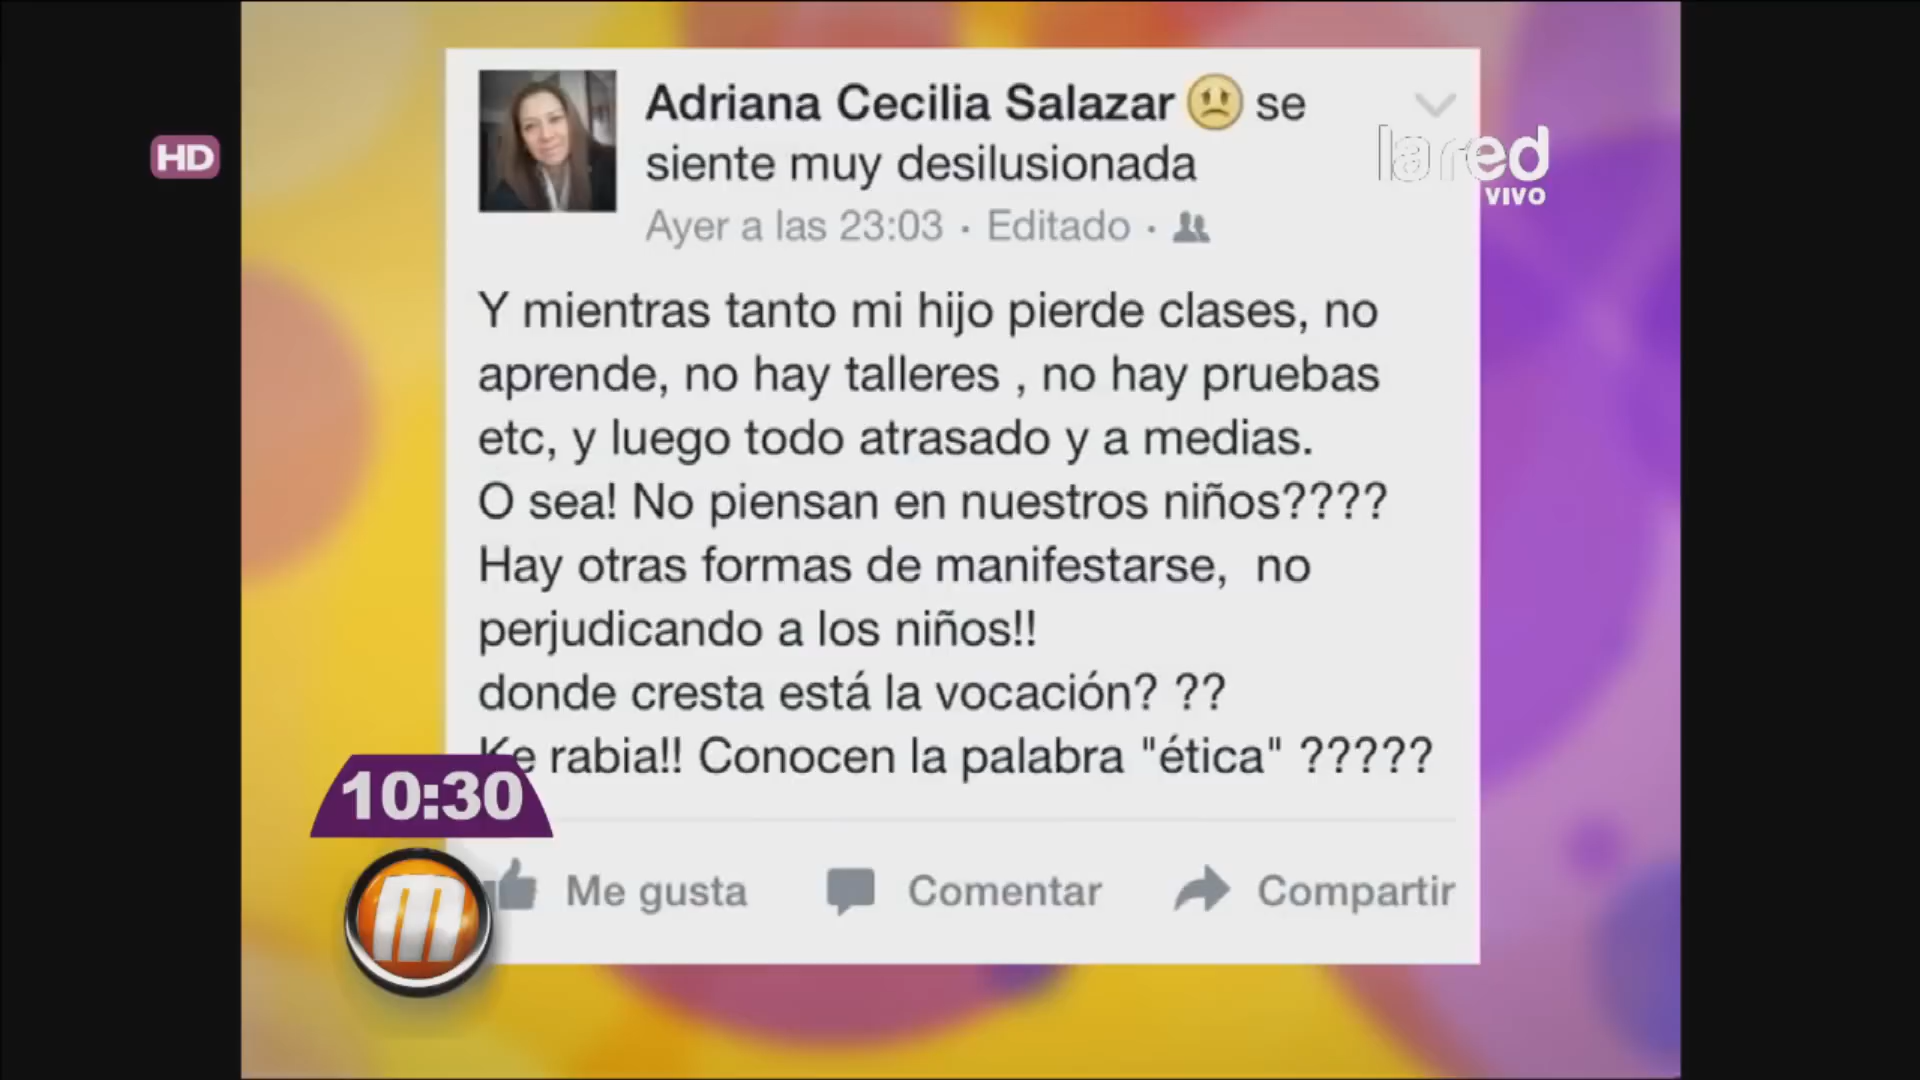 HD
Adriana Cecilia Salazar se
siente muy desilusionada
Ayer a las 23:03 · Editado ·
lared
VIVO
Y mientras tanto mi hijo pierde clases, no
aprende, no hay talleres , no hay pruebas
etc, y luego todo atrasado y a medias.
O sea! No piensan en nuestros niños????
Hay otras formas de manifestarse,  no
perjudicando a los niños!!
donde cresta está la vocación? ??
Ke rabia!! Conocen la palabra "ética" ?????
10:30
M
Me gusta
Comentar
Compartir